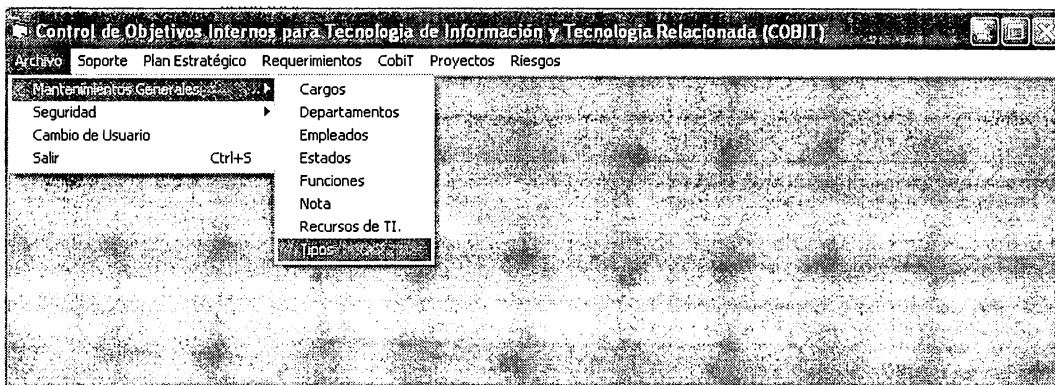 Control de Objetivos Internos para Tecnología de Información y Tecnología Relacionada (COBIT)
Archivo Soporte Plan Estratégico Requerimientos CobiT Proyectos Riesgos
Mantenimientos Generales
Seguridad
Cambio de Usuario
Salir Ctrl+S
Cargos
Departamentos
Empleados
Estados
Funciones
Nota
Recursos de TI.
Tipos